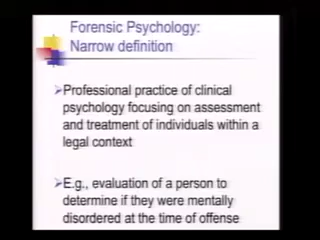 Forensic Psychology:
Narrow definition
Professional practice of clinical
psychology focusing on assessment
and treatment of individuals within a
legal context
E.g., evaluation of a person to
determine if they were mentally
disordered at the time of offense